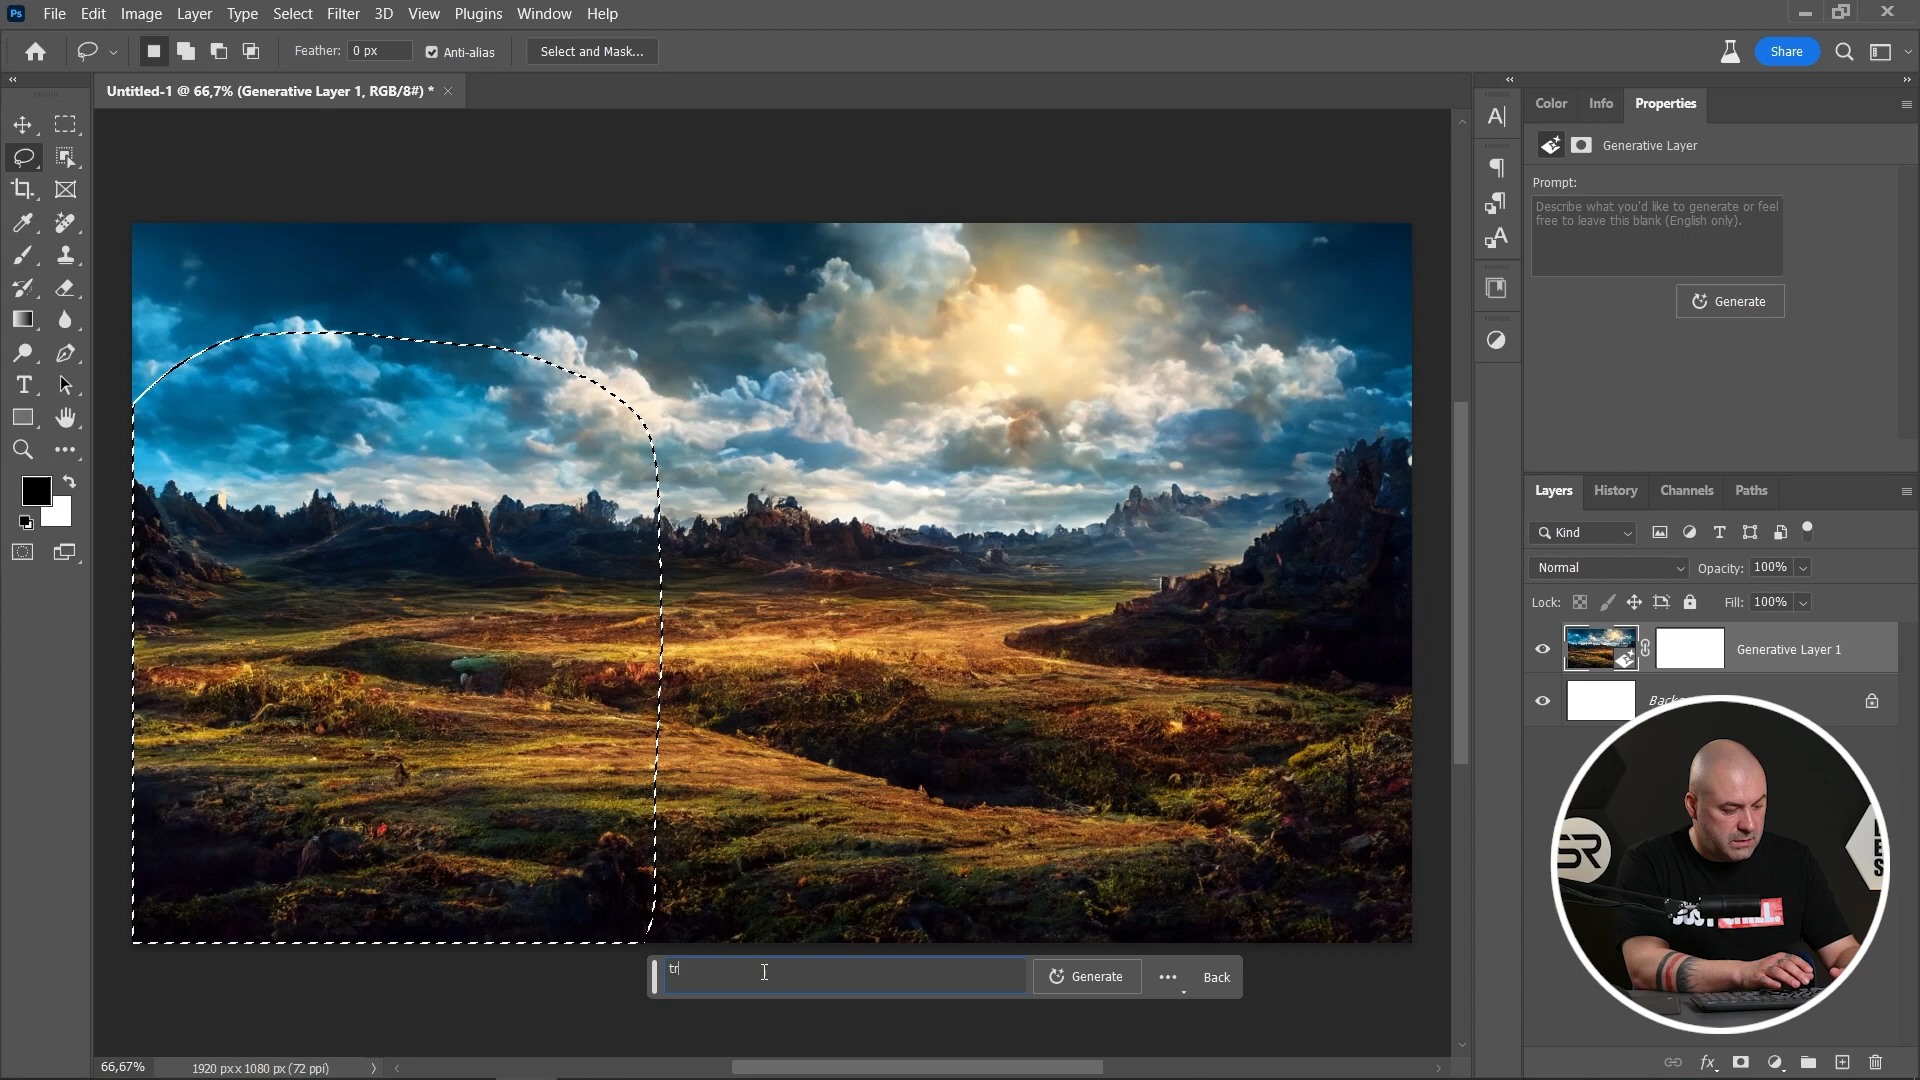 Ps File Edit Image Layer Type Select Filter 3D View Plugins Window Help
Feather: 0 px Anti-alias Select and Mask... Share
Untitled-1 @ 66,7% (Generative Layer 1, RGB/8#) *
Color Info Properties
Generative Layer
Prompt:
Describe what you'd like to generate or feel
free to leave this blank (English only).
Generate
Layers History Channels Paths
Kind
Normal Opacity: 100%
Lock: Fill: 100%
Generative Layer 1
tr Generate Back
66,67% 1920 px x 1080 px (72 ppi)